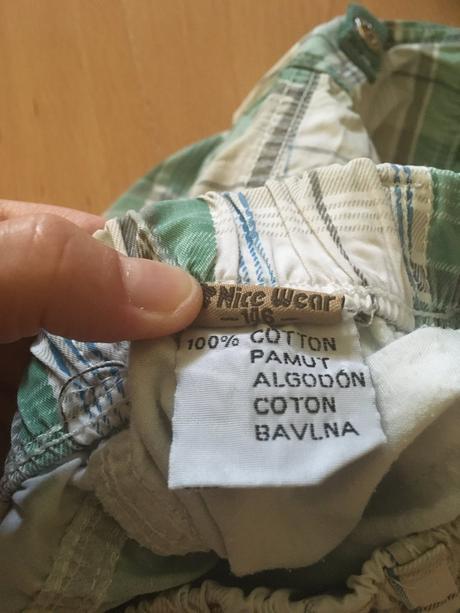 Nice Wear
146
100% COTTON
PAMUT
ALGODÓN
COTON
BAVLNA